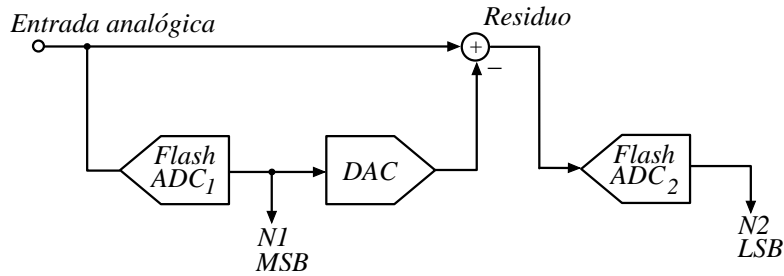 Entrada analógica
Residuo
+
−
Flash
ADC1
DAC
Flash
ADC2
N1
MSB
N2
LSB